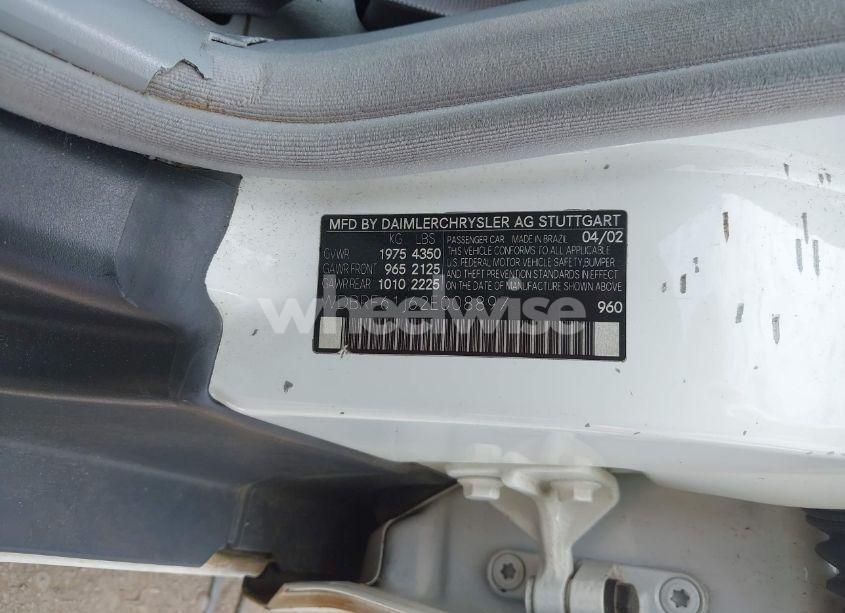 MFD BY DAIMLERCHRYSLER AG STUTTGART
KG LBS
GVWR 1975 4350
GAWR FRONT 965 2125
GAWR REAR 1010 2225
PASSENGER CAR MADE IN BRAZIL 04/02
THIS VEHICLE CONFORMS TO ALL APPLICABLE
U.S. FEDERAL MOTOR VEHICLE SAFETY, BUMPER
AND THEFT PREVENTION STANDARDS IN EFFECT
ON THE DATE OF MANUFACTURE
960
wheelwise